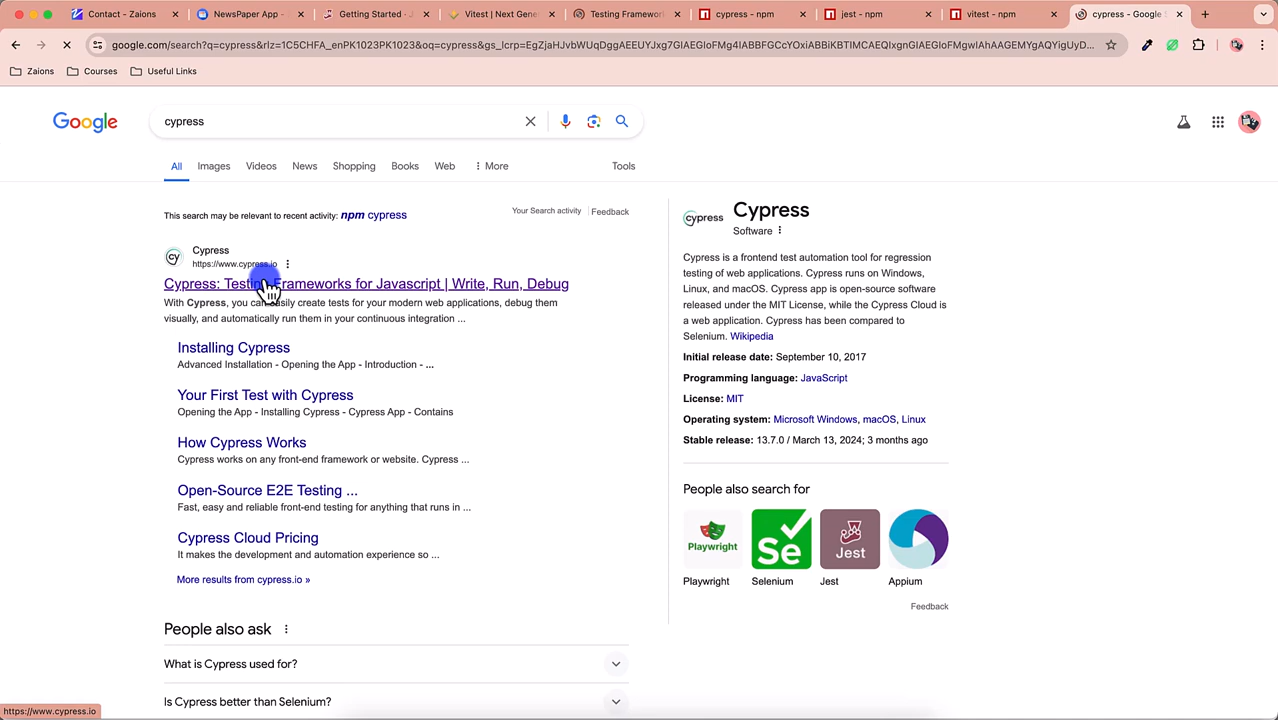 Contact - Zaions
NewsPaper App -
Getting Started - J
Vitest | Next Gene
Testing Framework
cypress - npm
jest - npm
vitest - npm
cypress - Google S
google.com/search?q=cypress&rlz=1C5CHFA_enPK1023PK1023&oq=cypress&gs_lcrp=EgZjaHJvbWUqDggAEEUYJxg7GIAEGIoFMg4IABBFGCcYOxiABBiKBTIMCAEQIxgnGIAEGIoFMgwIAhAAGEMYgAQYigUyD...
Zaions
Courses
Useful Links
Google
cypress
All
Images
Videos
News
Shopping
Books
Web
More
Tools
This search may be relevant to recent activity: npm cypress
Your Search activity
Feedback
cy
Cypress
https://www.cypress.io
Cypress: Testing Frameworks for Javascript | Write, Run, Debug
With Cypress, you can easily create tests for your modern web applications, debug them
visually, and automatically run them in your continuous integration ...
Installing Cypress
Advanced Installation - Opening the App - Introduction - ...
Your First Test with Cypress
Opening the App - Installing Cypress - Cypress App - Contains
How Cypress Works
Cypress works on any front-end framework or website. Cypress ...
Open-Source E2E Testing ...
Fast, easy and reliable front-end testing for anything that runs in ...
Cypress Cloud Pricing
It makes the development and automation experience so ...
More results from cypress.io »
People also ask
What is Cypress used for?
Is Cypress better than Selenium?
cypress
Cypress
Software
Cypress is a frontend test automation tool for regression
testing of web applications. Cypress runs on Windows,
Linux, and macOS. Cypress app is open-source software
released under the MIT License, while the Cypress Cloud is
a web application. Cypress has been compared to
Selenium. Wikipedia
Initial release date: September 10, 2017
Programming language: JavaScript
License: MIT
Operating system: Microsoft Windows, macOS, Linux
Stable release: 13.7.0 / March 13, 2024; 3 months ago
People also search for
Playwright
Se
Jest
Playwright
Selenium
Jest
Appium
Feedback
https://www.cypress.io